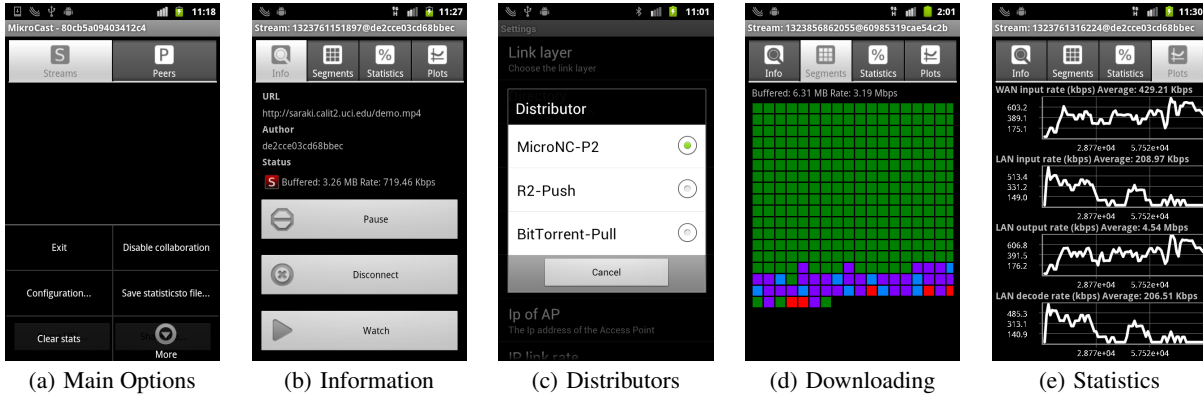 11:18
MixroCast - 80cb5a09403412c4
S
Streams
P
Peers
Exit
Disable collaboration
Configuration...
Save statisticsto file...
Clear stats
More
(a) Main Options
11:27
Stream: 1323761151897@de2cce03cd68bbec
Info
Segments
%
Statistics
Plots
URL
http://saraki.calit2.uci.edu/demo.mp4
Author
de2cce03cd68bbec
Status
S Buffered: 3.26 MB Rate: 719.46 Kbps
Pause
Disconnect
Watch
(b) Information
11:01
Settings
Link layer
Choose the link layer
Distributor
MicroNC-P2
R2-Push
BitTorrent-Pull
Cancel
Ip of AP
The Ip address of the Access Point
IP link rate
(c) Distributors
2:01
Stream: 1323856862055@60985319cae54c2b
Info
Segments
%
Statistics
Plots
Buffered: 6.31 MB Rate: 3.19 Mbps
(d) Downloading
11:30
Stream: 1323761316224@de2cce03cd68bbec
Info
Segments
%
Statistics
Plots
WAN input rate (kbps) Average: 429.21 Kbps
603.2
389.1
175.1
2.877e+04 5.752e+04
LAN input rate (kbps) Average: 208.97 Kbps
513.4
331.2
149.0
2.877e+04 5.752e+04
LAN output rate (kbps) Average: 4.54 Mbps
606.8
391.5
176.2
2.877e+04 5.752e+04
LAN decode rate (kbps) Average: 206.51 Kbps
485.3
313.1
140.9
2.877e+04 5.752e+04
(e) Statistics